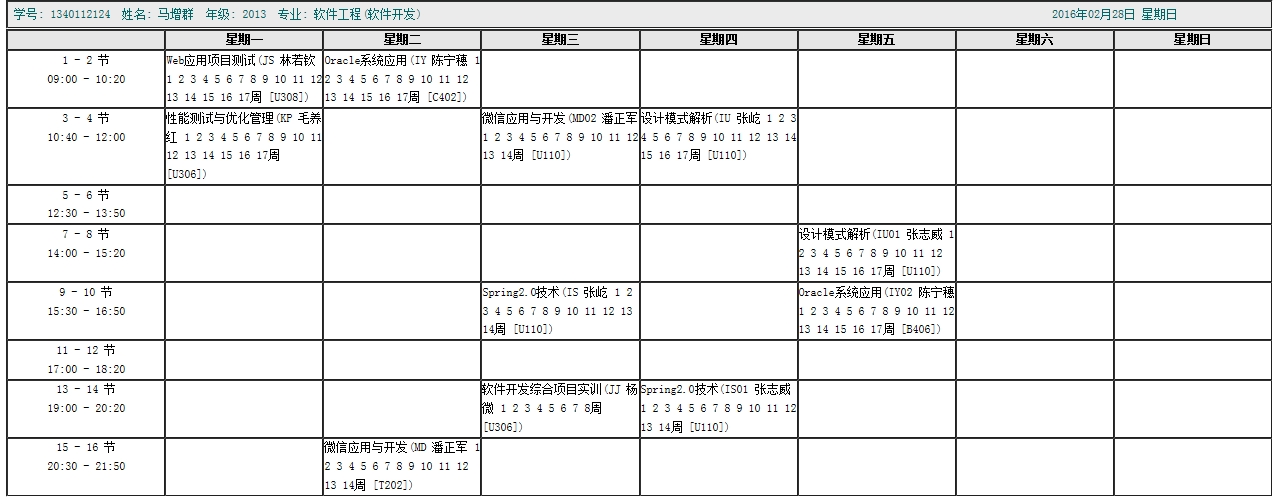 学号: 1340112124 姓名: 马增群 年级: 2013 专业: 软件工程(软件开发) 2016年02月28日 星期日
星期一 星期二 星期三 星期四 星期五 星期六 星期日
1 - 2 节
09:00 - 10:20
Web应用项目测试(JS 林若钦
1 2 3 4 5 6 7 8 9 10 11 12
13 14 15 16 17周 [U308])
Oracle系统应用(IY 陈宁穗 1
2 3 4 5 6 7 8 9 10 11 12
13 14 15 16 17周 [C402])
3 - 4 节
10:40 - 12:00
性能测试与优化管理(KP 毛养
红 1 2 3 4 5 6 7 8 9 10 11
12 13 14 15 16 17周
[U306])
微信应用与开发(MD02 潘正军
1 2 3 4 5 6 7 8 9 10 11 12
13 14周 [U110])
设计模式解析(IU 张屹 1 2 3
4 5 6 7 8 9 10 11 12 13 14
15 16 17周 [U110])
5 - 6 节
12:30 - 13:50
7 - 8 节
14:00 - 15:20
设计模式解析(IU01 张志威 1
2 3 4 5 6 7 8 9 10 11 12
13 14 15 16 17周 [U110])
9 - 10 节
15:30 - 16:50
Spring2.0技术(IS 张屹 1 2
3 4 5 6 7 8 9 10 11 12 13
14周 [U110])
Oracle系统应用(IY02 陈宁穗
1 2 3 4 5 6 7 8 9 10 11 12
13 14 15 16 17周 [B406])
11 - 12 节
17:00 - 18:20
13 - 14 节
19:00 - 20:20
软件开发综合项目实训(JJ 杨
微 1 2 3 4 5 6 7 8周
[U306])
Spring2.0技术(IS01 张志威
1 2 3 4 5 6 7 8 9 10 11 12
13 14周 [U110])
15 - 16 节
20:30 - 21:50
微信应用与开发(MD 潘正军 1
2 3 4 5 6 7 8 9 10 11 12
13 14周 [T202])